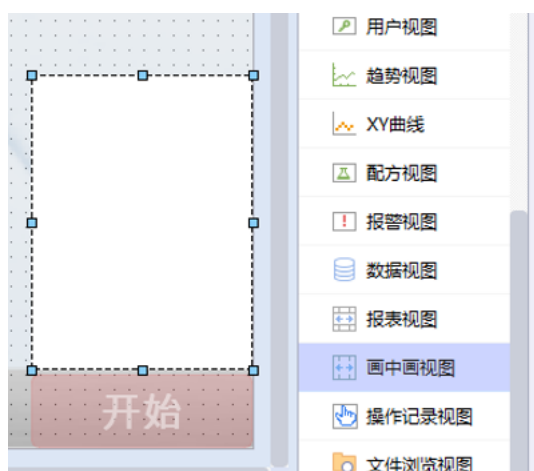 用户视图
趋势视图
XY曲线
配方视图
报警视图
数据视图
报表视图
画中画视图
开始
操作记录视图
文件浏览视图